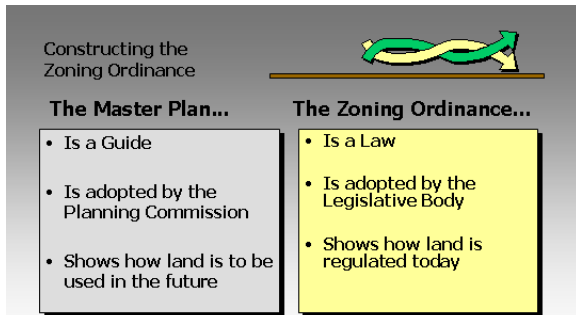 Constructing the
Zoning Ordinance
The Master Plan...
• Is a Guide
• Is adopted by the
Planning Commission
• Shows how land is to be
used in the future
The Zoning Ordinance...
• Is a Law
• Is adopted by the
Legislative Body
• Shows how land is
regulated today